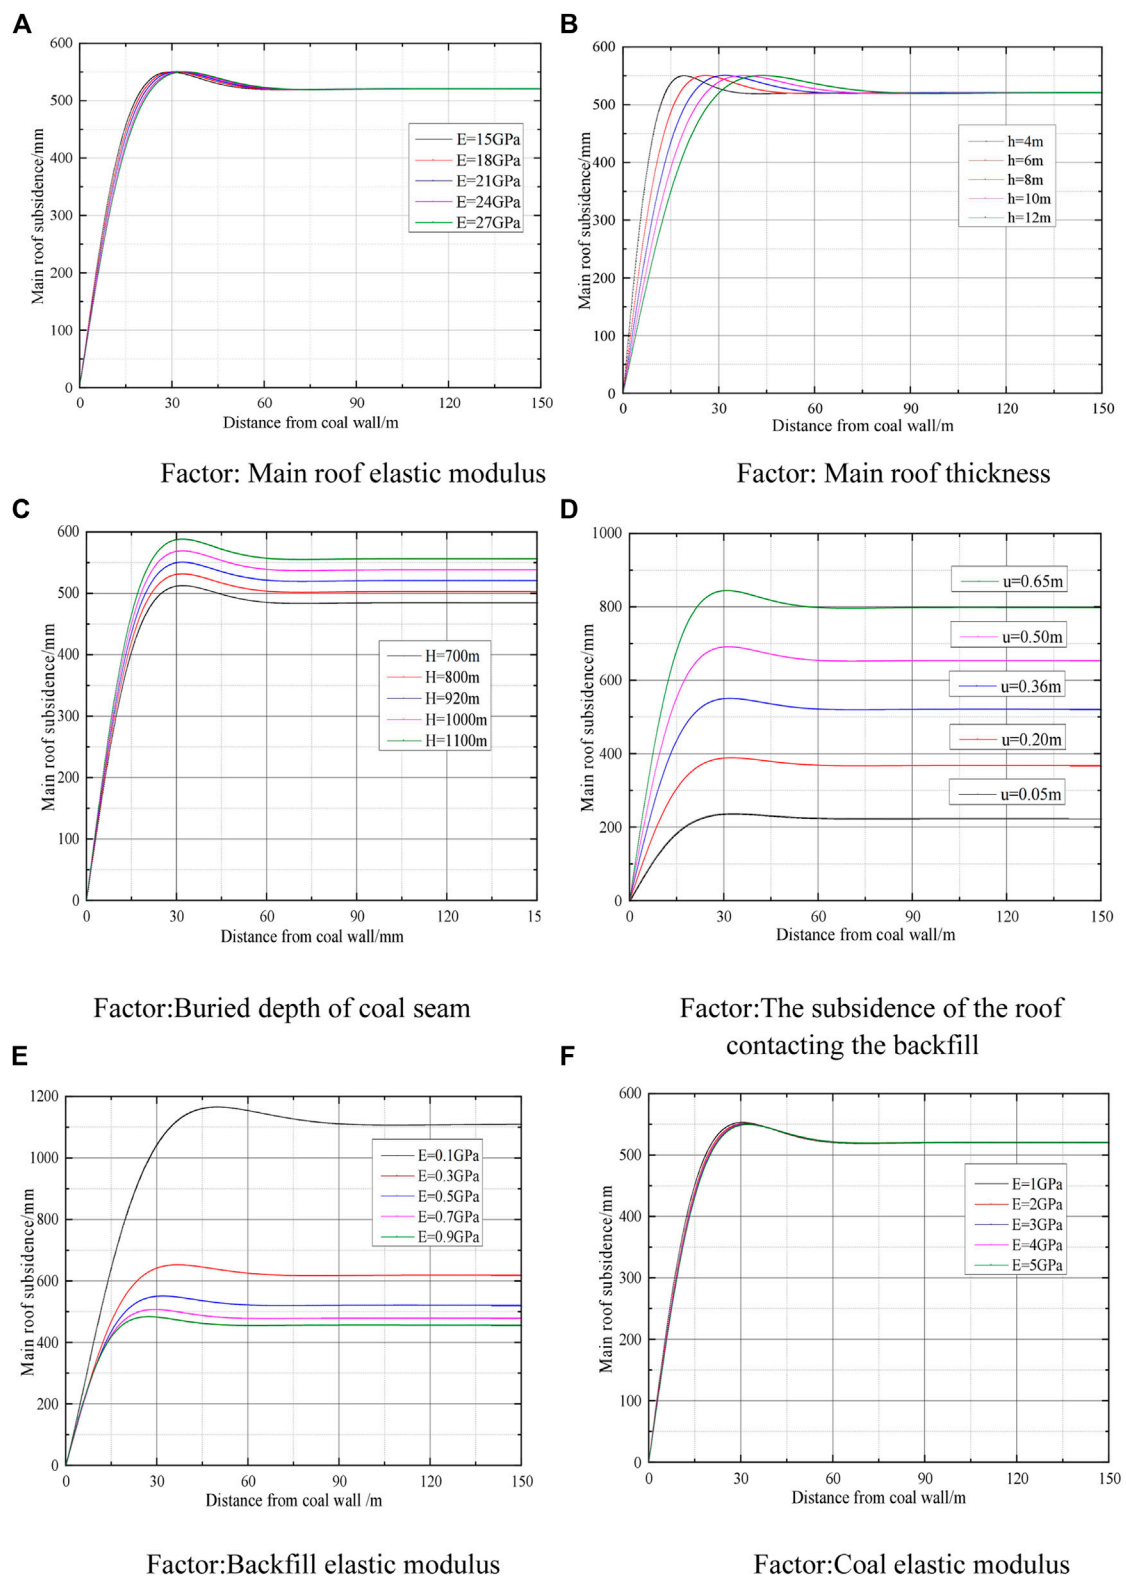 A
600
500
400
300
200
100
0
Main roof subsidence/mm
E=15GPa
E=18GPa
E=21GPa
E=24GPa
E=27GPa
0 30 60 90 120 150
Distance from coal wall/m
Factor: Main roof elastic modulus
B
600
500
400
300
200
100
0
Main roof subsidence/mm
h=4m
h=6m
h=8m
h=10m
h=12m
0 30 60 90 120 150
Distance from coal wall/m
Factor: Main roof thickness
C
600
500
400
300
200
100
0
Main roof subsidence/mm
H=700m
H=800m
H=920m
H=1000m
H=1100m
0 30 60 90 120 15
Distance from coal wall/mm
Factor:Buried depth of coal seam
D
1000
800
600
400
200
0
Main roof subsidence/mm
u=0.65m
u=0.50m
u=0.36m
u=0.20m
u=0.05m
0 30 60 90 120 150
Distance from coal wall/m
Factor:The subsidence of the roof
contacting the backfill
E
1200
1000
800
600
400
200
0
Main roof subsidence/mm
E=0.1GPa
E=0.3GPa
E=0.5GPa
E=0.7GPa
E=0.9GPa
0 30 60 90 120 150
Distance from coal wall /m
Factor:Backfill elastic modulus
F
600
500
400
300
200
100
0
Main roof subsidence/mm
E=1GPa
E=2GPa
E=3GPa
E=4GPa
E=5GPa
0 30 60 90 120 150
Distance from coal wall/m
Factor:Coal elastic modulus